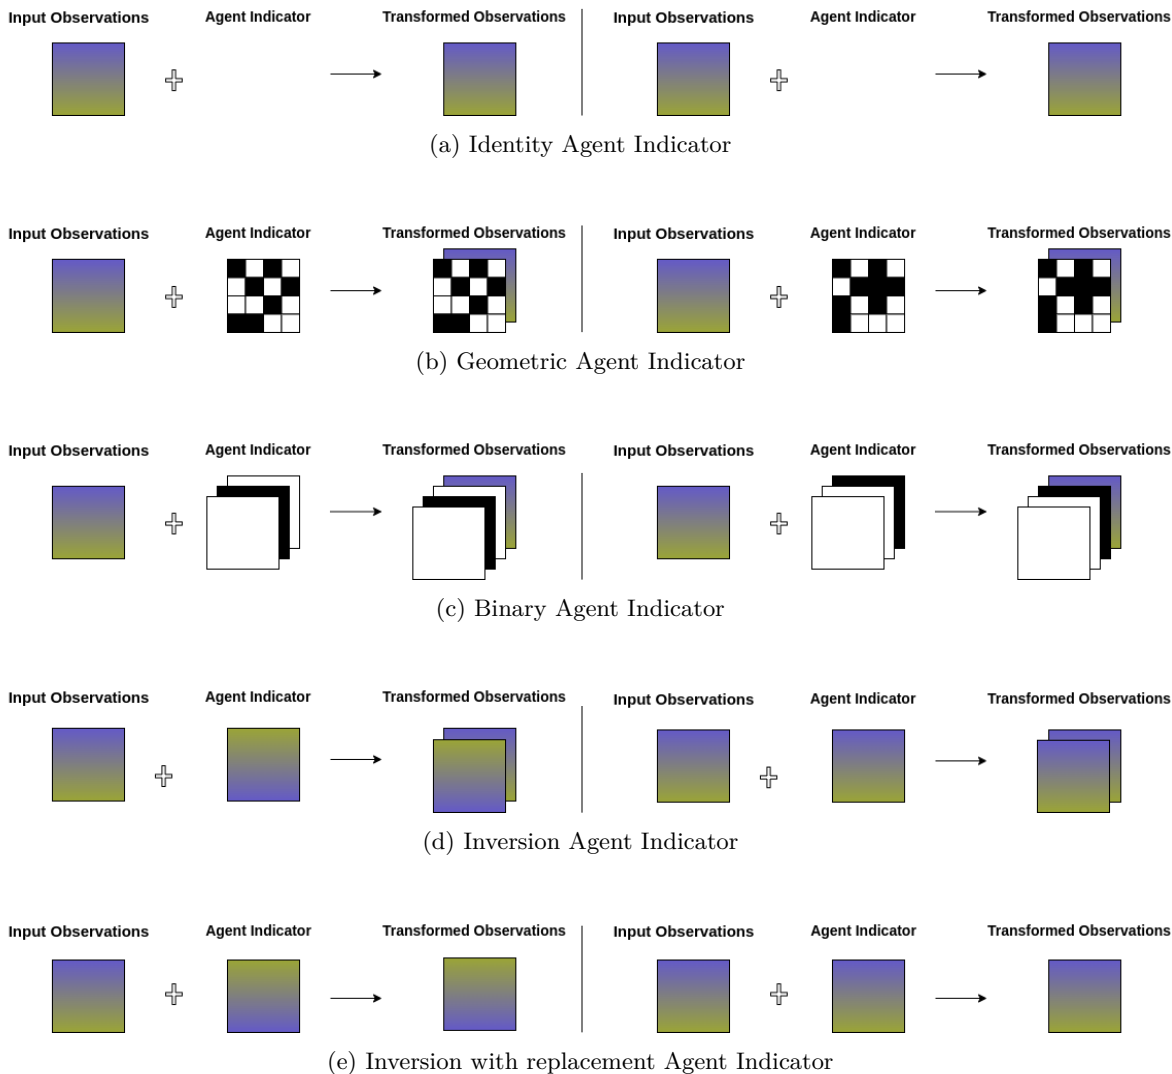 Input Observations Agent Indicator Transformed Observations Input Observations Agent Indicator Transformed Observations
(a) Identity Agent Indicator
Input Observations Agent Indicator Transformed Observations Input Observations Agent Indicator Transformed Observations
(b) Geometric Agent Indicator
Input Observations Agent Indicator Transformed Observations Input Observations Agent Indicator Transformed Observations
(c) Binary Agent Indicator
Input Observations Agent Indicator Transformed Observations Input Observations Agent Indicator Transformed Observations
(d) Inversion Agent Indicator
Input Observations Agent Indicator Transformed Observations Input Observations Agent Indicator Transformed Observations
(e) Inversion with replacement Agent Indicator